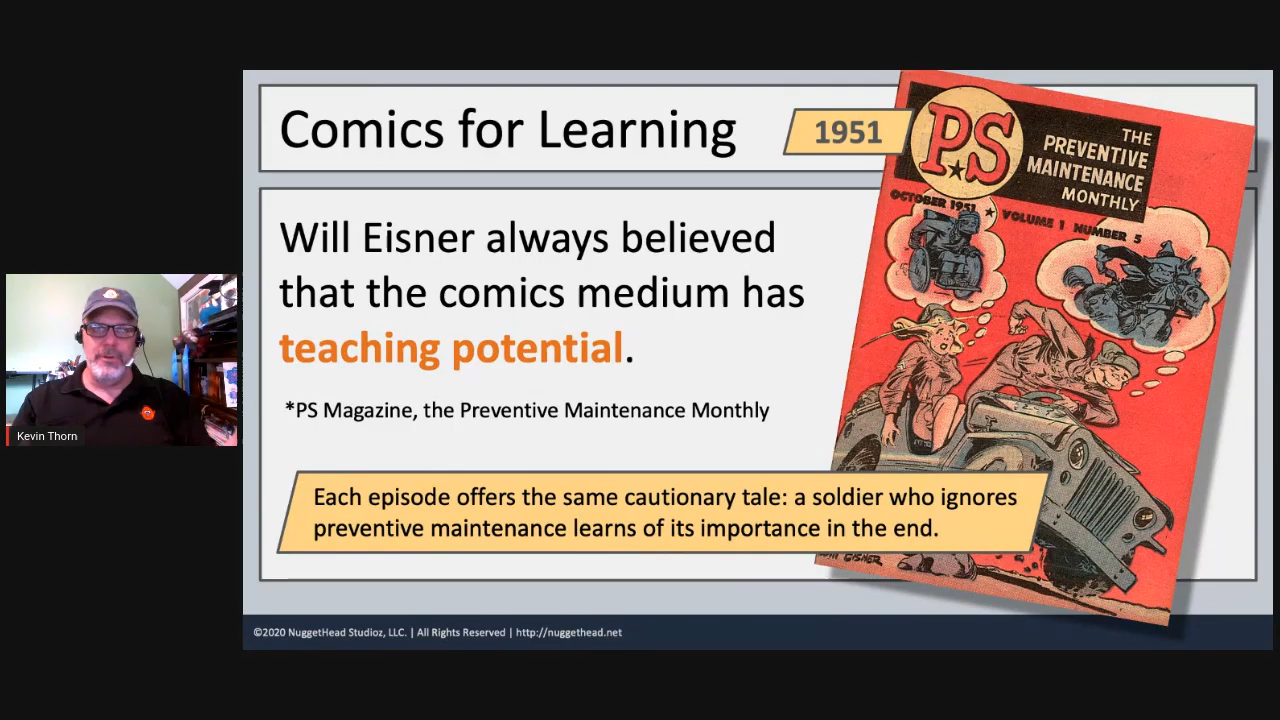 Comics for Learning
1951
Will Eisner always believed
that the comics medium has
teaching potential.
*PS Magazine, the Preventive Maintenance Monthly
Each episode offers the same cautionary tale: a soldier who ignores
preventive maintenance learns of its importance in the end.
PS
THE
PREVENTIVE
MAINTENANCE
MONTHLY
OCTOBER 1951 VOLUME 1 NUMBER 5
EISNER
Kevin Thorn
©2020 NuggetHead Studioz, LLC. | All Rights Reserved | http://nuggethead.net